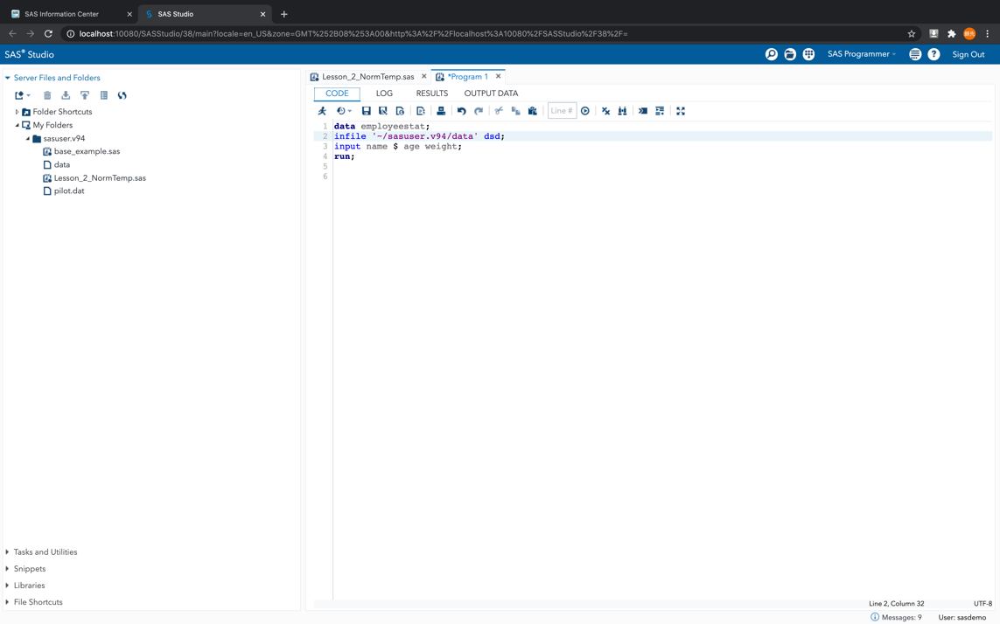 SAS Information Center
SAS Studio
localhost:10080/SASStudio/38/main?locale=en_US&zone=GMT%252B08%253A00&http%3A%2F%2Flocalhost%3A10080%2FSASStudio%2F38%2F=
SAS® Studio
SAS Programmer
Sign Out
Server Files and Folders
Folder Shortcuts
My Folders
sasuser.v94
base_example.sas
data
Lesson_2_NormTemp.sas
pilot.dat
Tasks and Utilities
Snippets
Libraries
File Shortcuts
Lesson_2_NormTemp.sas
*Program 1
CODE LOG RESULTS OUTPUT DATA
Line #
1 data employeestat;
2 infile '~/sasuser.v94/data' dsd;
3 input name $ age weight;
4 run;
5
6
Line 2, Column 32 UTF-8
Messages: 9 User: sasdemo